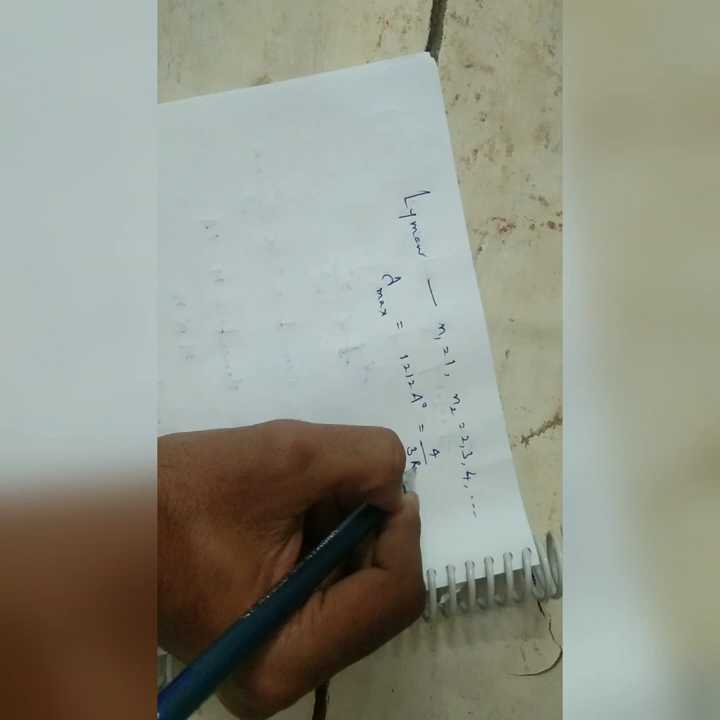 Lyman — n₁ = 1, n₂ = 2, 3, 4, ...
λmax = 1212 A° = 4/3R